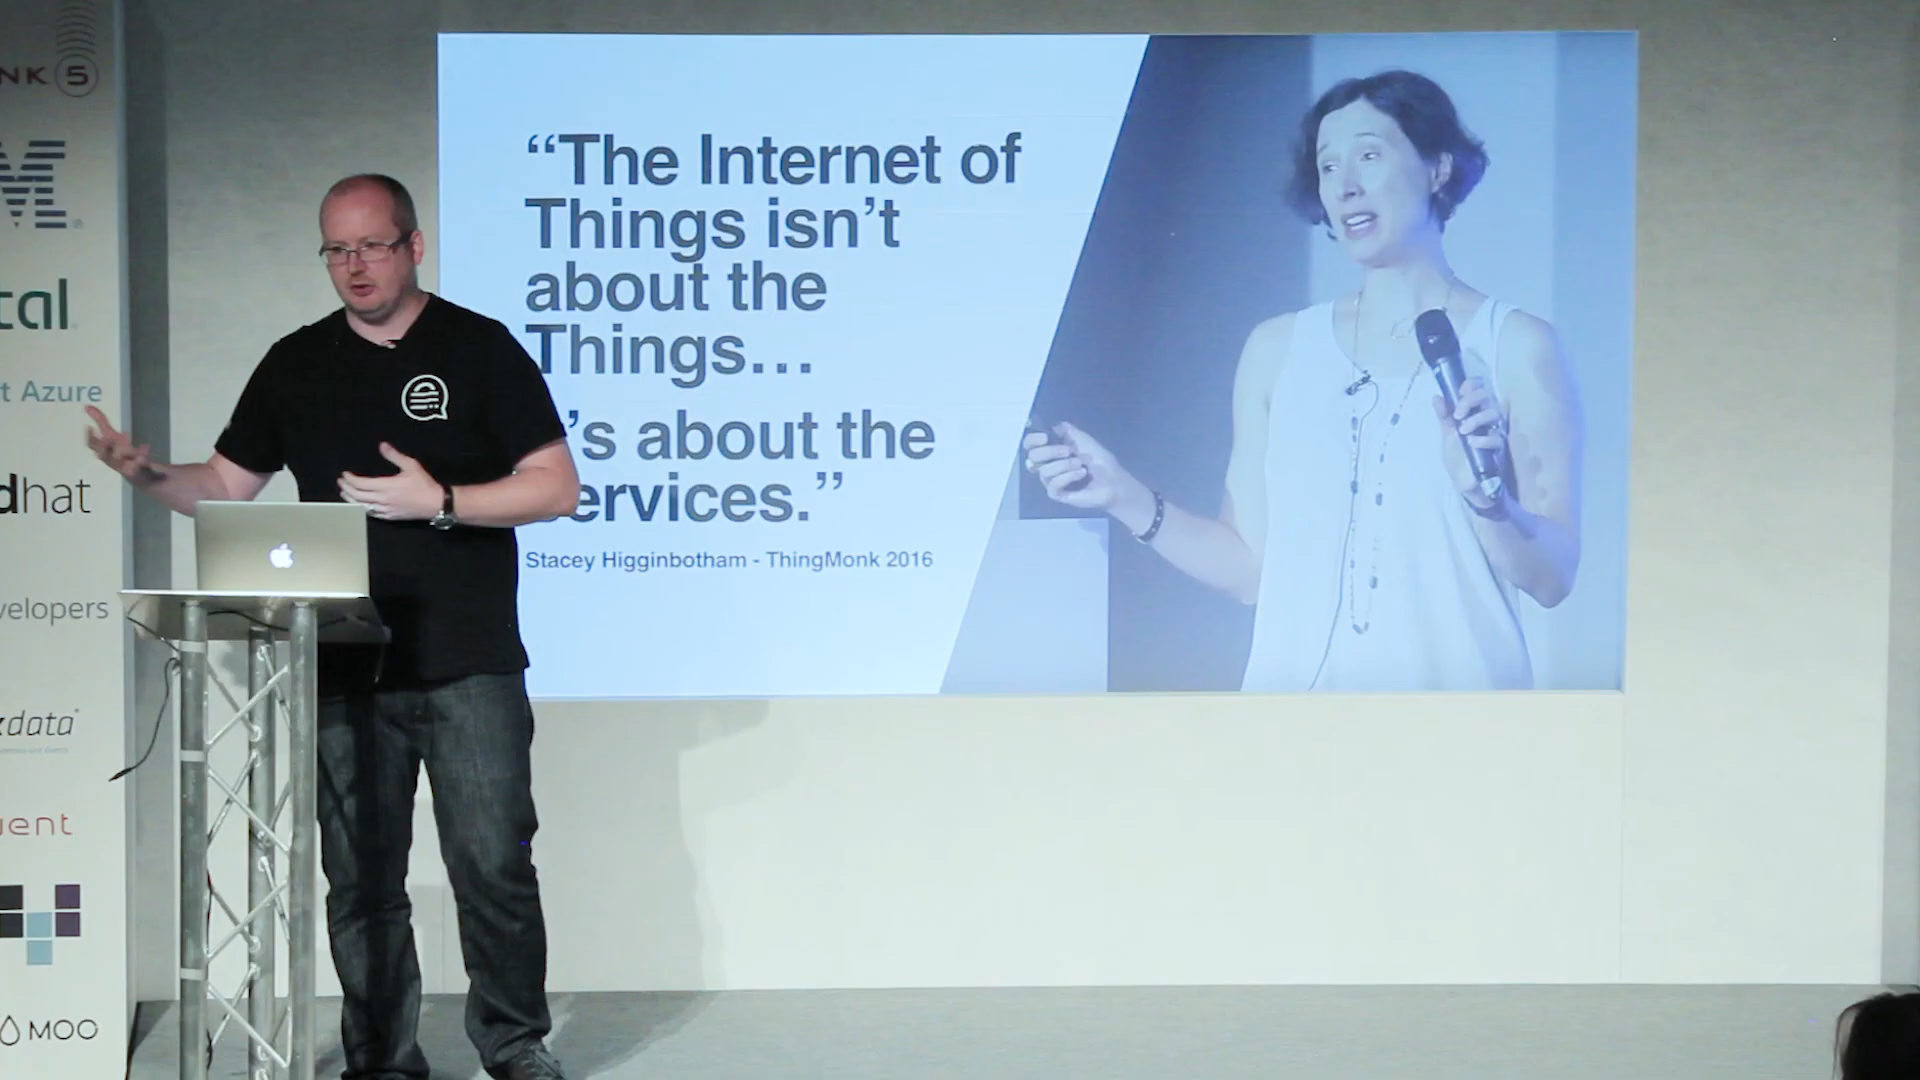 NK 5
M
tal
t Azure
dhat
velopers
xdata
uent
MOO
“The Internet of
Things isn’t
about the
Things…
’s about the
ervices.”
Stacey Higginbotham - ThingMonk 2016